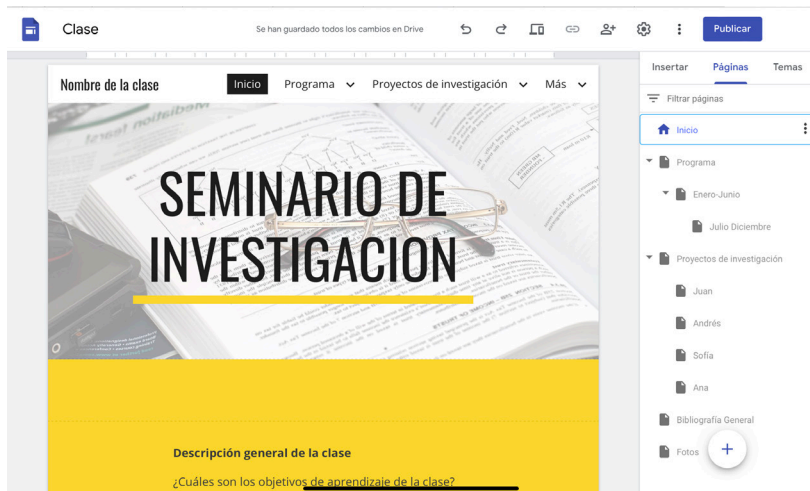 Clase
Se han guardado todos los cambios en Drive
Publicar
Nombre de la clase
Inicio
Programa
Proyectos de investigación
Más
SEMINARIO DE
INVESTIGACION
Descripción general de la clase
¿Cuáles son los objetivos de aprendizaje de la clase?
Insertar
Páginas
Temas
Filtrar páginas
Inicio
Programa
Enero-Junio
Julio Diciembre
Proyectos de investigación
Juan
Andrés
Sofía
Ana
Bibliografía General
Fotos